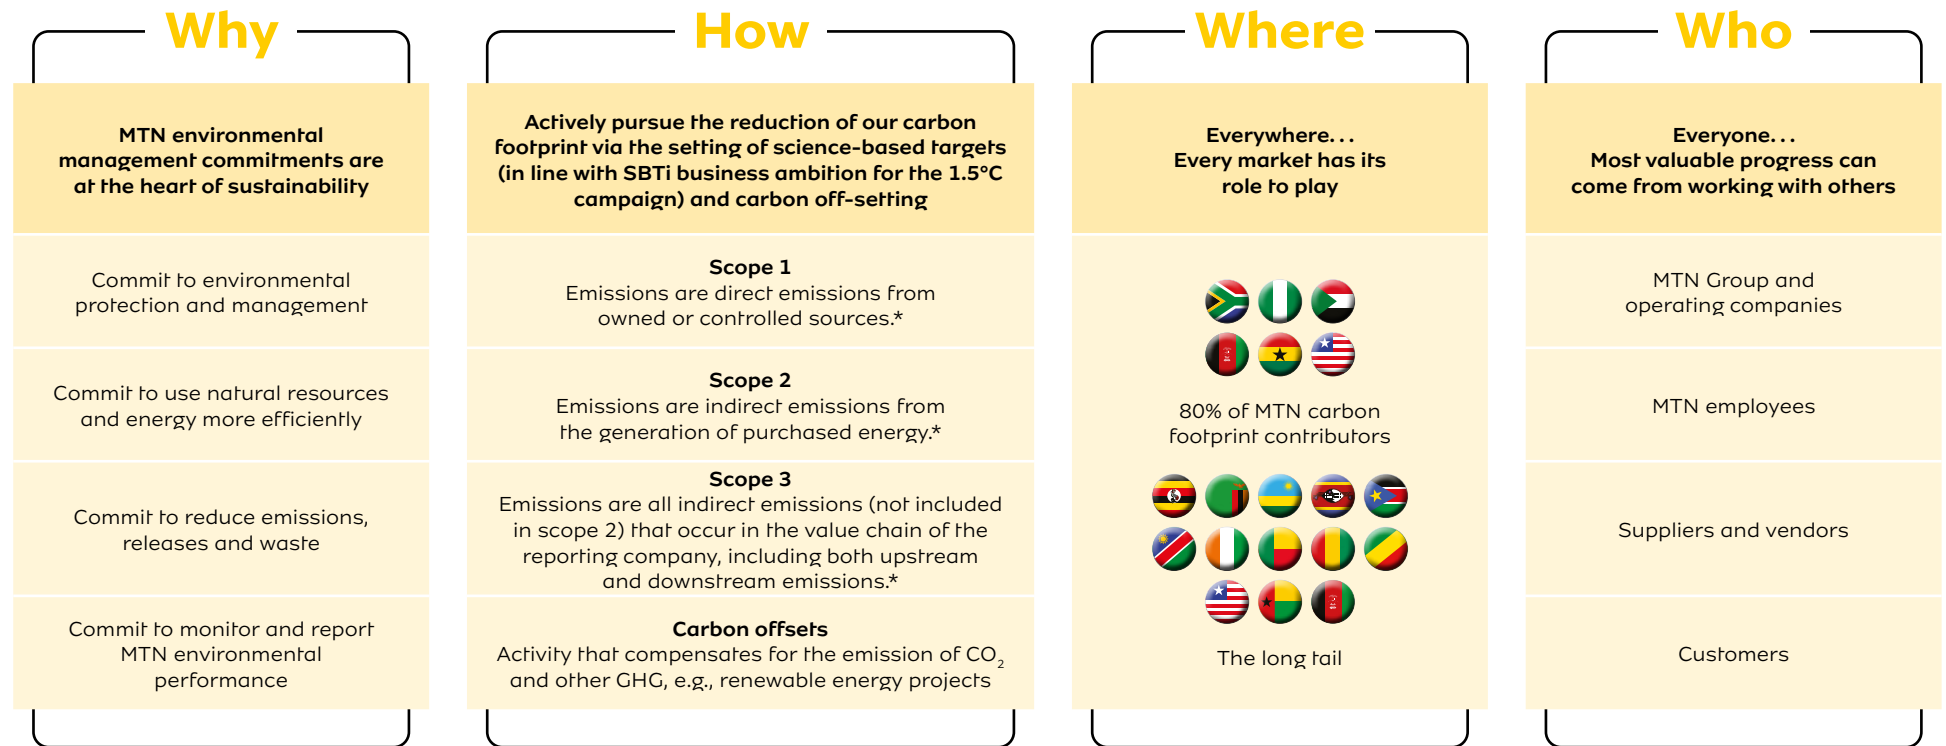 Why
MTN environmental
management commitments are
at the heart of sustainability
Commit to environmental
protection and management
Commit to use natural resources
and energy more efficiently
Commit to reduce emissions,
releases and waste
Commit to monitor and report
MTN environmental
performance
How
Actively pursue the reduction of our carbon
footprint via the setting of science-based targets
(in line with SBTi business ambition for the 1.5°C
campaign) and carbon off-setting
Scope 1
Emissions are direct emissions from
owned or controlled sources.*
Scope 2
Emissions are indirect emissions from
the generation of purchased energy.*
Scope 3
Emissions are all indirect emissions (not included
in scope 2) that occur in the value chain of the
reporting company, including both upstream
and downstream emissions.*
Carbon offsets
Activity that compensates for the emission of CO₂
and other GHG, e.g., renewable energy projects
Where
Everywhere...
Every market has its
role to play
80% of MTN carbon
footprint contributors
The long tail
Who
Everyone...
Most valuable progress can
come from working with others
MTN Group and
operating companies
MTN employees
Suppliers and vendors
Customers